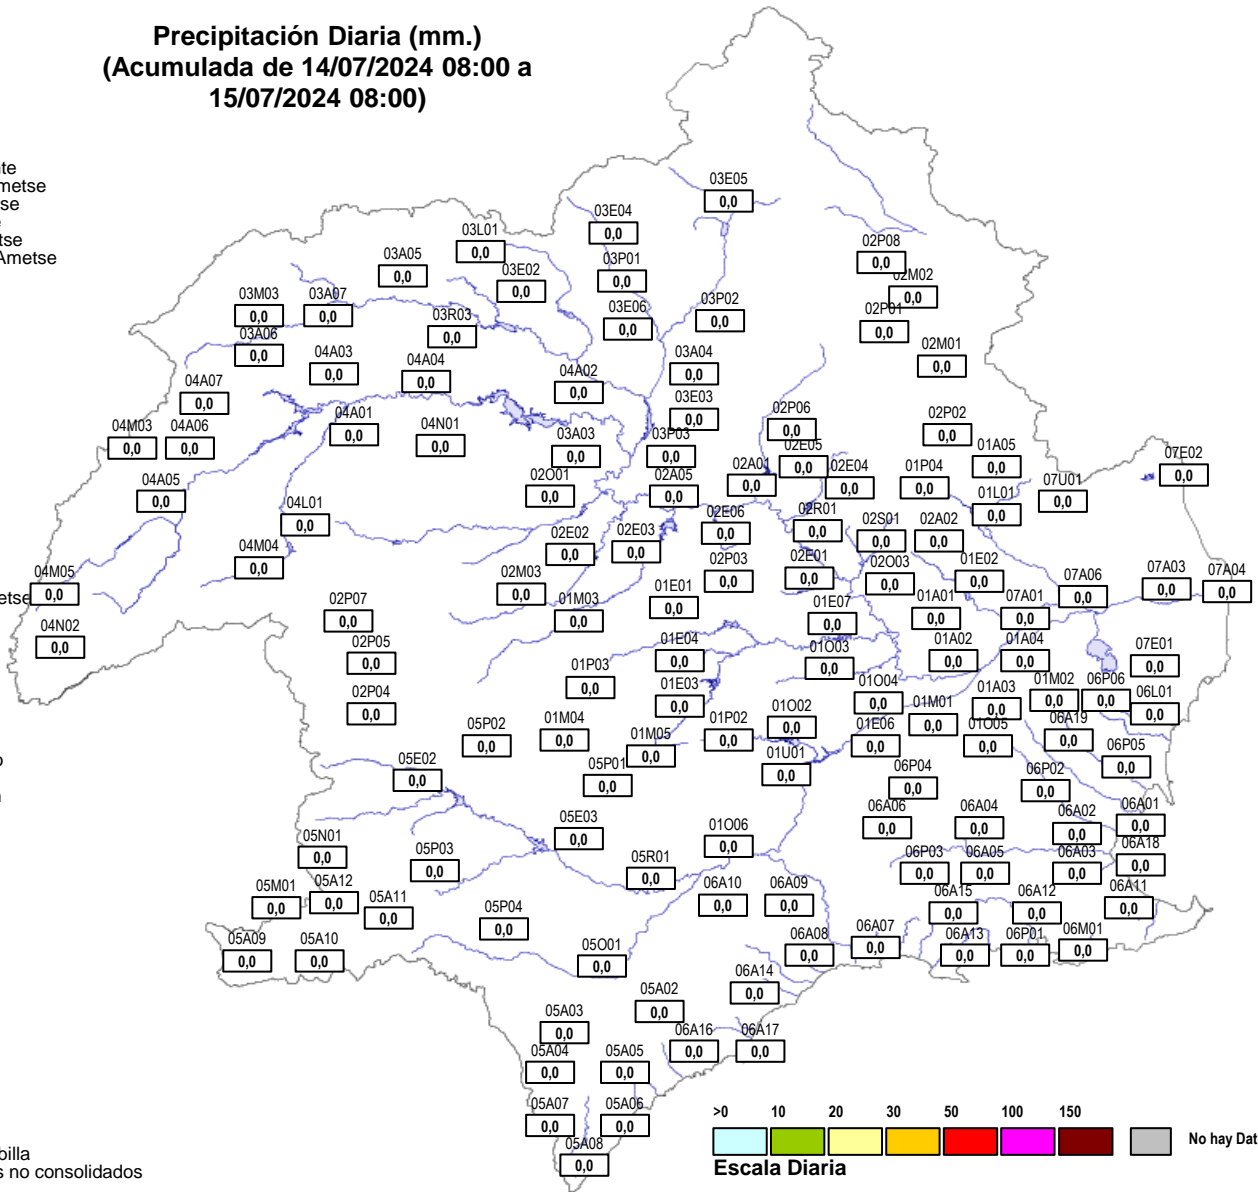 Precipitación Diaria (mm.)
(Acumulada de 14/07/2024 08:00 a
15/07/2024 08:00)
te
metse
se
tse
Ametse
03E05
0,0
03E04
0,0
03L01
0,0
03A05
0,0
03P01
0,0
03E02
0,0
02P08
0,0
02M02
0,0
03M03
0,0
03A07
0,0
03R03
0,0
03E06
0,0
03P02
0,0
02P01
0,0
03A06
0,0
04A03
0,0
04A04
0,0
04A02
0,0
03A04
0,0
02M01
0,0
04A07
0,0
03E03
0,0
04M03
0,0
04A06
0,0
04A01
0,0
04N01
0,0
03A03
0,0
03P03
0,0
02P06
0,0
02E05
0,0
02P02
0,0
01A05
0,0
07E02
0,0
04A05
0,0
02O01
0,0
02A05
0,0
02A01
0,0
02E04
0,0
01P04
0,0
01L01
0,0
07U01
0,0
04L01
0,0
02E02
0,0
02E03
0,0
02E06
0,0
02R01
0,0
02S01
0,0
02A02
0,0
04M04
0,0
04M05
0,0
etse
02M03
0,0
01M03
0,0
01E01
0,0
02P03
0,0
02E01
0,0
02O03
0,0
01E02
0,0
07A06
0,0
07A03
0,0
07A04
0,0
04N02
0,0
02P07
0,0
01E07
0,0
01A01
0,0
07A01
0,0
02P05
0,0
01E04
0,0
01O03
0,0
01A02
0,0
01A04
0,0
07E01
0,0
02P04
0,0
01P03
0,0
01E03
0,0
01O04
0,0
01M01
0,0
01A03
0,0
01M02
0,0
06P06
0,0
06L01
0,0
05P02
0,0
01M04
0,0
01M05
0,0
01P02
0,0
01O02
0,0
01E06
0,0
01O05
0,0
06A19
0,0
06P05
0,0
05E02
0,0
05P01
0,0
01U01
0,0
06P04
0,0
06P02
0,0
05E03
0,0
01O06
0,0
06A06
0,0
06A04
0,0
06A02
0,0
06A01
0,0
05N01
0,0
05P03
0,0
05R01
0,0
06P03
0,0
06A05
0,0
06A03
0,0
06A18
0,0
05M01
0,0
05A12
0,0
05A11
0,0
05P04
0,0
06A10
0,0
06A09
0,0
06A15
0,0
06A12
0,0
06A11
0,0
05A09
0,0
05A10
0,0
05O01
0,0
06A08
0,0
06A07
0,0
06A13
0,0
06P01
0,0
06M01
0,0
05A03
0,0
05A02
0,0
06A14
0,0
05A04
0,0
05A05
0,0
06A16
0,0
06A17
0,0
05A07
0,0
05A06
0,0
05A08
0,0
>0 10 20 30 50 100 150
No hay Dat
Escala Diaria
billa
s no consolidados